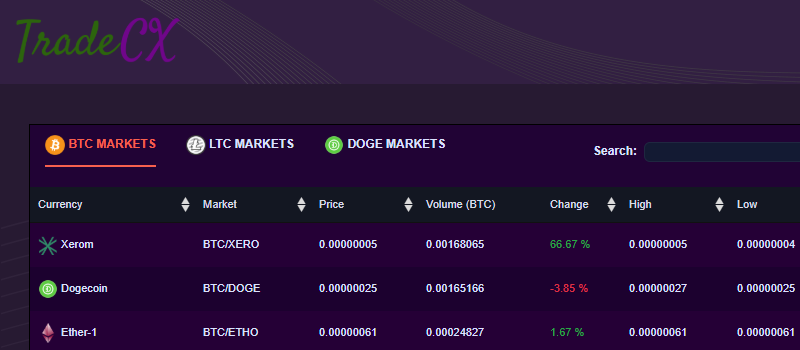 TradeCX
BTC MARKETS LTC MARKETS DOGE MARKETS Search:
Currency Market Price Volume (BTC) Change High Low
Xerom BTC/XERO 0.00000005 0.00168065 66.67 % 0.00000005 0.00000004
Dogecoin BTC/DOGE 0.00000025 0.00165166 -3.85 % 0.00000027 0.00000025
Ether-1 BTC/ETHO 0.00000061 0.00024827 1.67 % 0.00000061 0.00000061